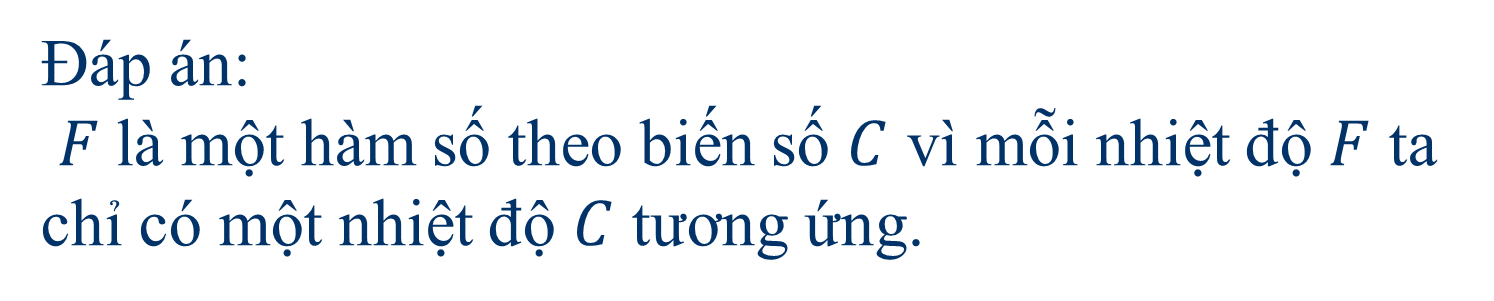 Đáp án:
F là một hàm số theo biến số C vì mỗi nhiệt độ F ta
chỉ có một nhiệt độ C tương ứng.